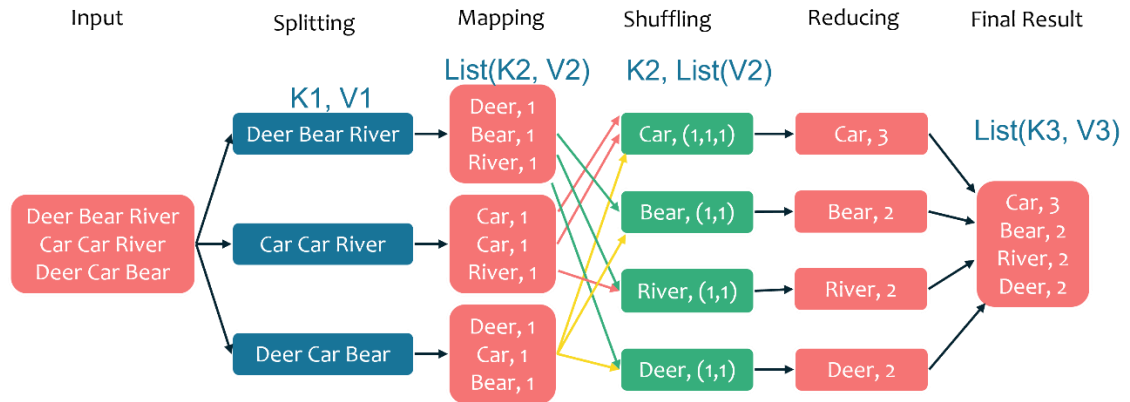 Input
Splitting
Mapping
Shuffling
Reducing
Final Result
K1, V1
List(K2, V2)
K2, List(V2)
List(K3, V3)
Deer Bear River
Car Car River
Deer Car Bear
Deer Bear River
Car Car River
Deer Car Bear
Deer, 1
Bear, 1
River, 1
Car, 1
Car, 1
River, 1
Deer, 1
Car, 1
Bear, 1
Car, (1,1,1)
Bear, (1,1)
River, (1,1)
Deer, (1,1)
Car, 3
Bear, 2
River, 2
Deer, 2
Car, 3
Bear, 2
River, 2
Deer, 2